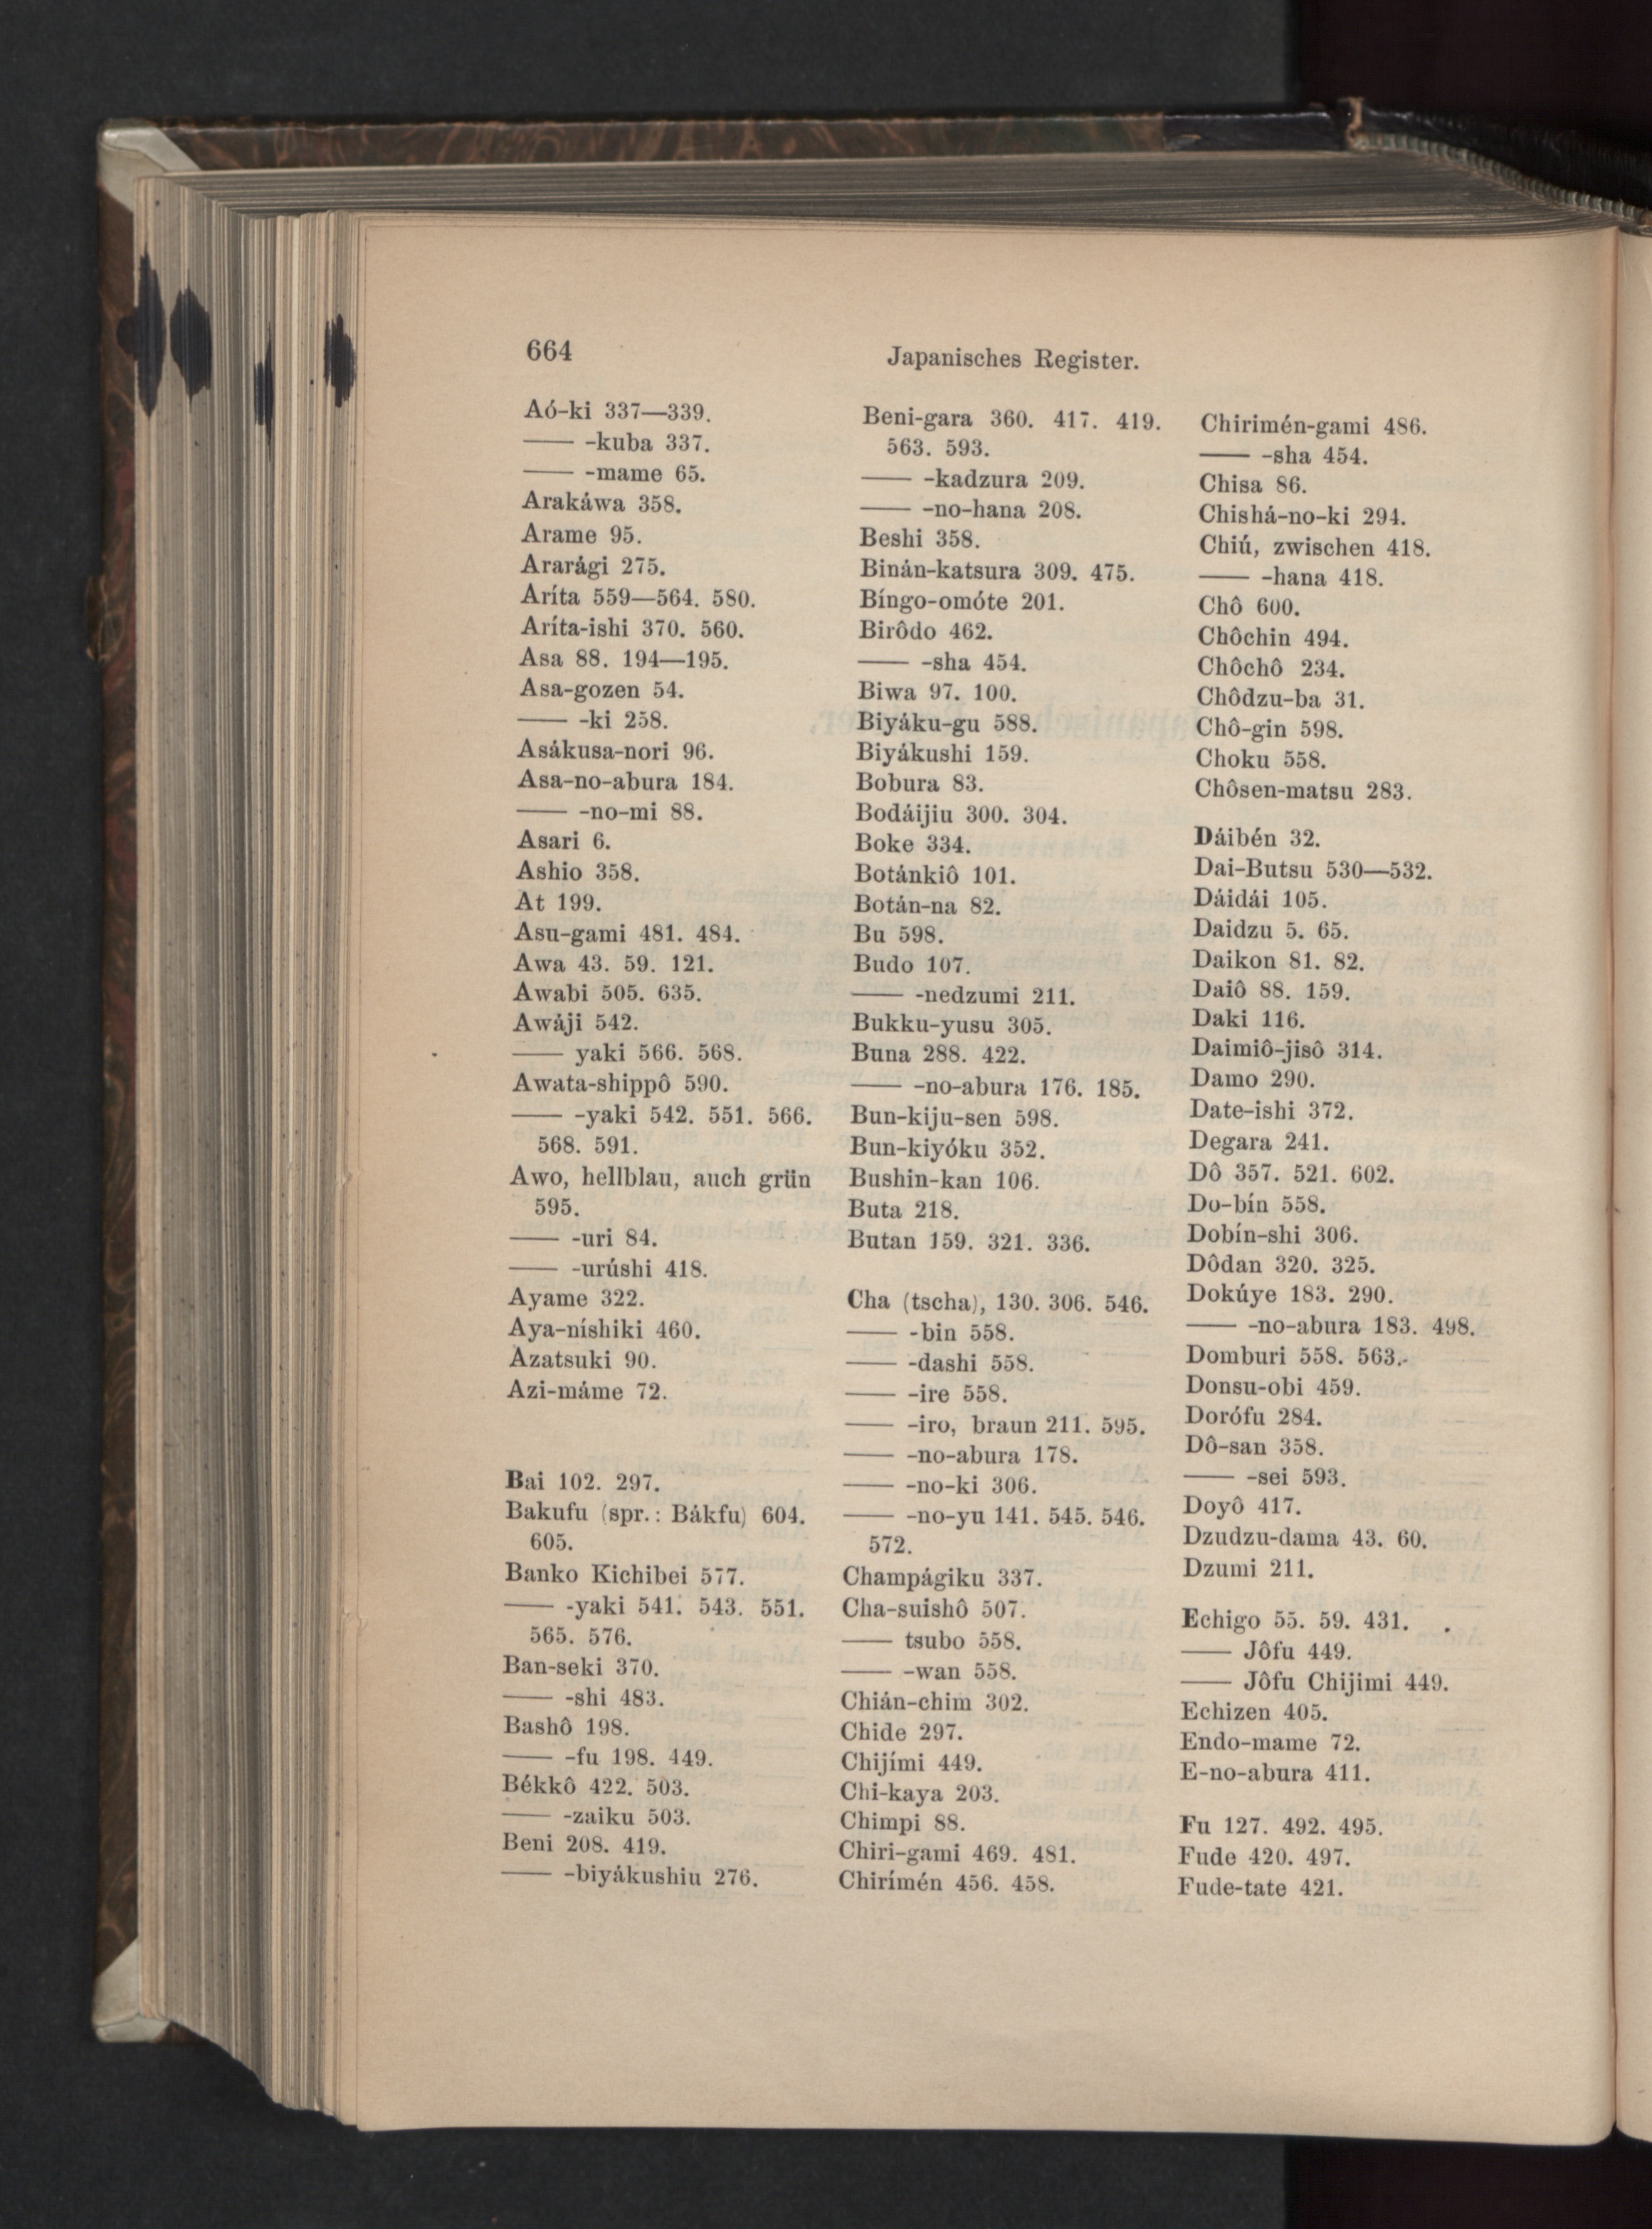 664
Japanisches Register.
Aó-ki 337—339.
—— -kuba 337.
—— -mame 65.
Arakáwa 358.
Arame 95.
Ararági 275.
Aríta 559—564. 580.
Aríta-ishi 370. 560.
Asa 88. 194—195.
Asa-gozen 54.
—— -ki 258.
Asákusa-nori 96.
Asa-no-abura 184.
—— -no-mi 88.
Asari 6.
Ashio 358.
At 199.
Asu-gami 481. 484.
Awa 43. 59. 121.
Awabi 505. 635.
Awáji 542.
—— yaki 566. 568.
Awata-shippô 590.
—— -yaki 542. 551. 566.
568. 591.
Awo, hellblau, auch grün
595.
—— -uri 84.
—— -urúshi 418.
Ayame 322.
Aya-níshiki 460.
Azatsuki 90.
Azi-máme 72.
Bai 102. 297.
Bakufu (spr.: Bákfu) 604.
605.
Banko Kichibei 577.
—— -yaki 541. 543. 551.
565. 576.
Ban-seki 370.
—— -shi 483.
Bashô 198.
—— -fu 198. 449.
Békkô 422. 503.
—— -zaiku 503.
Beni 208. 419.
—— -biyákushiu 276.
Beni-gara 360. 417. 419.
563. 593.
—— -kadzura 209.
—— -no-hana 208.
Beshi 358.
Binán-katsura 309. 475.
Bíngo-omóte 201.
Birôdo 462.
—— -sha 454.
Biwa 97. 100.
Biyáku-gu 588.
Biyákushi 159.
Bobura 83.
Bodáijiu 300. 304.
Boke 334.
Botánkiô 101.
Botán-na 82.
Bu 598.
Budo 107.
—— -nedzumi 211.
Bukku-yusu 305.
Buna 288. 422.
—— -no-abura 176. 185.
Bun-kiju-sen 598.
Bun-kiyóku 352.
Bushin-kan 106.
Buta 218.
Butan 159. 321. 336.
Cha (tscha), 130. 306. 546.
—— -bin 558.
—— -dashi 558.
—— -ire 558.
—— -iro, braun 211. 595.
—— -no-abura 178.
—— -no-ki 306.
—— -no-yu 141. 545. 546.
572.
Champágiku 337.
Cha-suishô 507.
—— tsubo 558.
—— -wan 558.
Chián-chim 302.
Chide 297.
Chijími 449.
Chi-kaya 203.
Chimpi 88.
Chiri-gami 469. 481.
Chirímén 456. 458.
Chirimén-gami 486.
—— -sha 454.
Chisa 86.
Chishá-no-ki 294.
Chiú, zwischen 418.
—— -hana 418.
Chô 600.
Chôchin 494.
Chôchô 234.
Chôdzu-ba 31.
Chô-gin 598.
Choku 558.
Chôsen-matsu 283.
Dáibén 32.
Dai-Butsu 530—532.
Dáidái 105.
Daidzu 5. 65.
Daikon 81. 82.
Daiô 88. 159.
Daki 116.
Daimiô-jisô 314.
Damo 290.
Date-ishi 372.
Degara 241.
Dô 357. 521. 602.
Do-bín 558.
Dobín-shi 306.
Dôdan 320. 325.
Dokúye 183. 290.
—— -no-abura 183. 498.
Domburi 558. 563.
Donsu-obi 459.
Dorófu 284.
Dô-san 358.
—— -sei 593.
Doyô 417.
Dzudzu-dama 43. 60.
Dzumi 211.
Echigo 55. 59. 431.
—— Jôfu 449.
—— Jôfu Chijimi 449.
Echizen 405.
Endo-mame 72.
E-no-abura 411.
Fu 127. 492. 495.
Fude 420. 497.
Fude-tate 421.